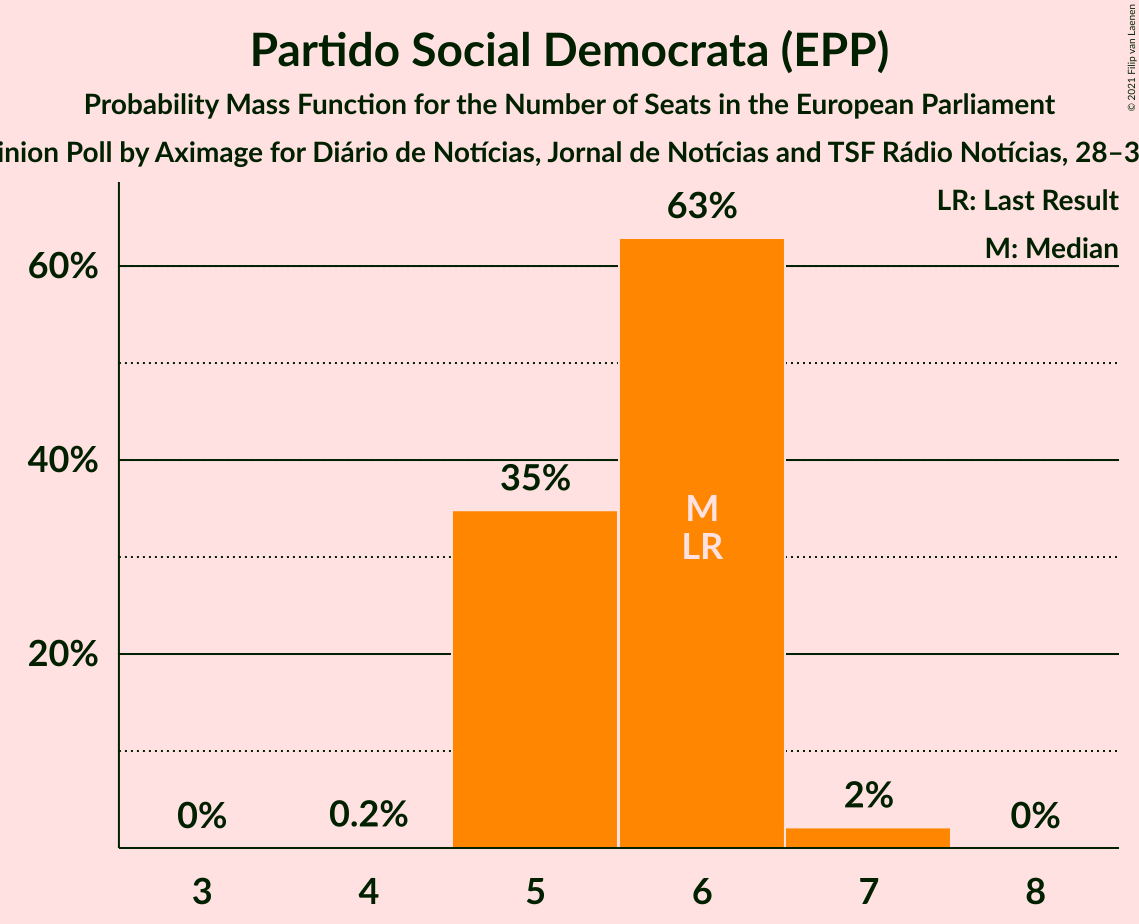 Partido Social Democrata (EPP)
Probability Mass Function for the Number of Seats in the European Parliament
Poll by Aximage for Diário de Notícias, Jornal de Notícias and TSF Rádio Notícias, 28–3
© 2021 Filip van Laenen
LR: Last Result
M: Median
63%
60%
40%
35%
M
LR
20%
0%
0.2%
2%
0%
3 4 5 6 7 8